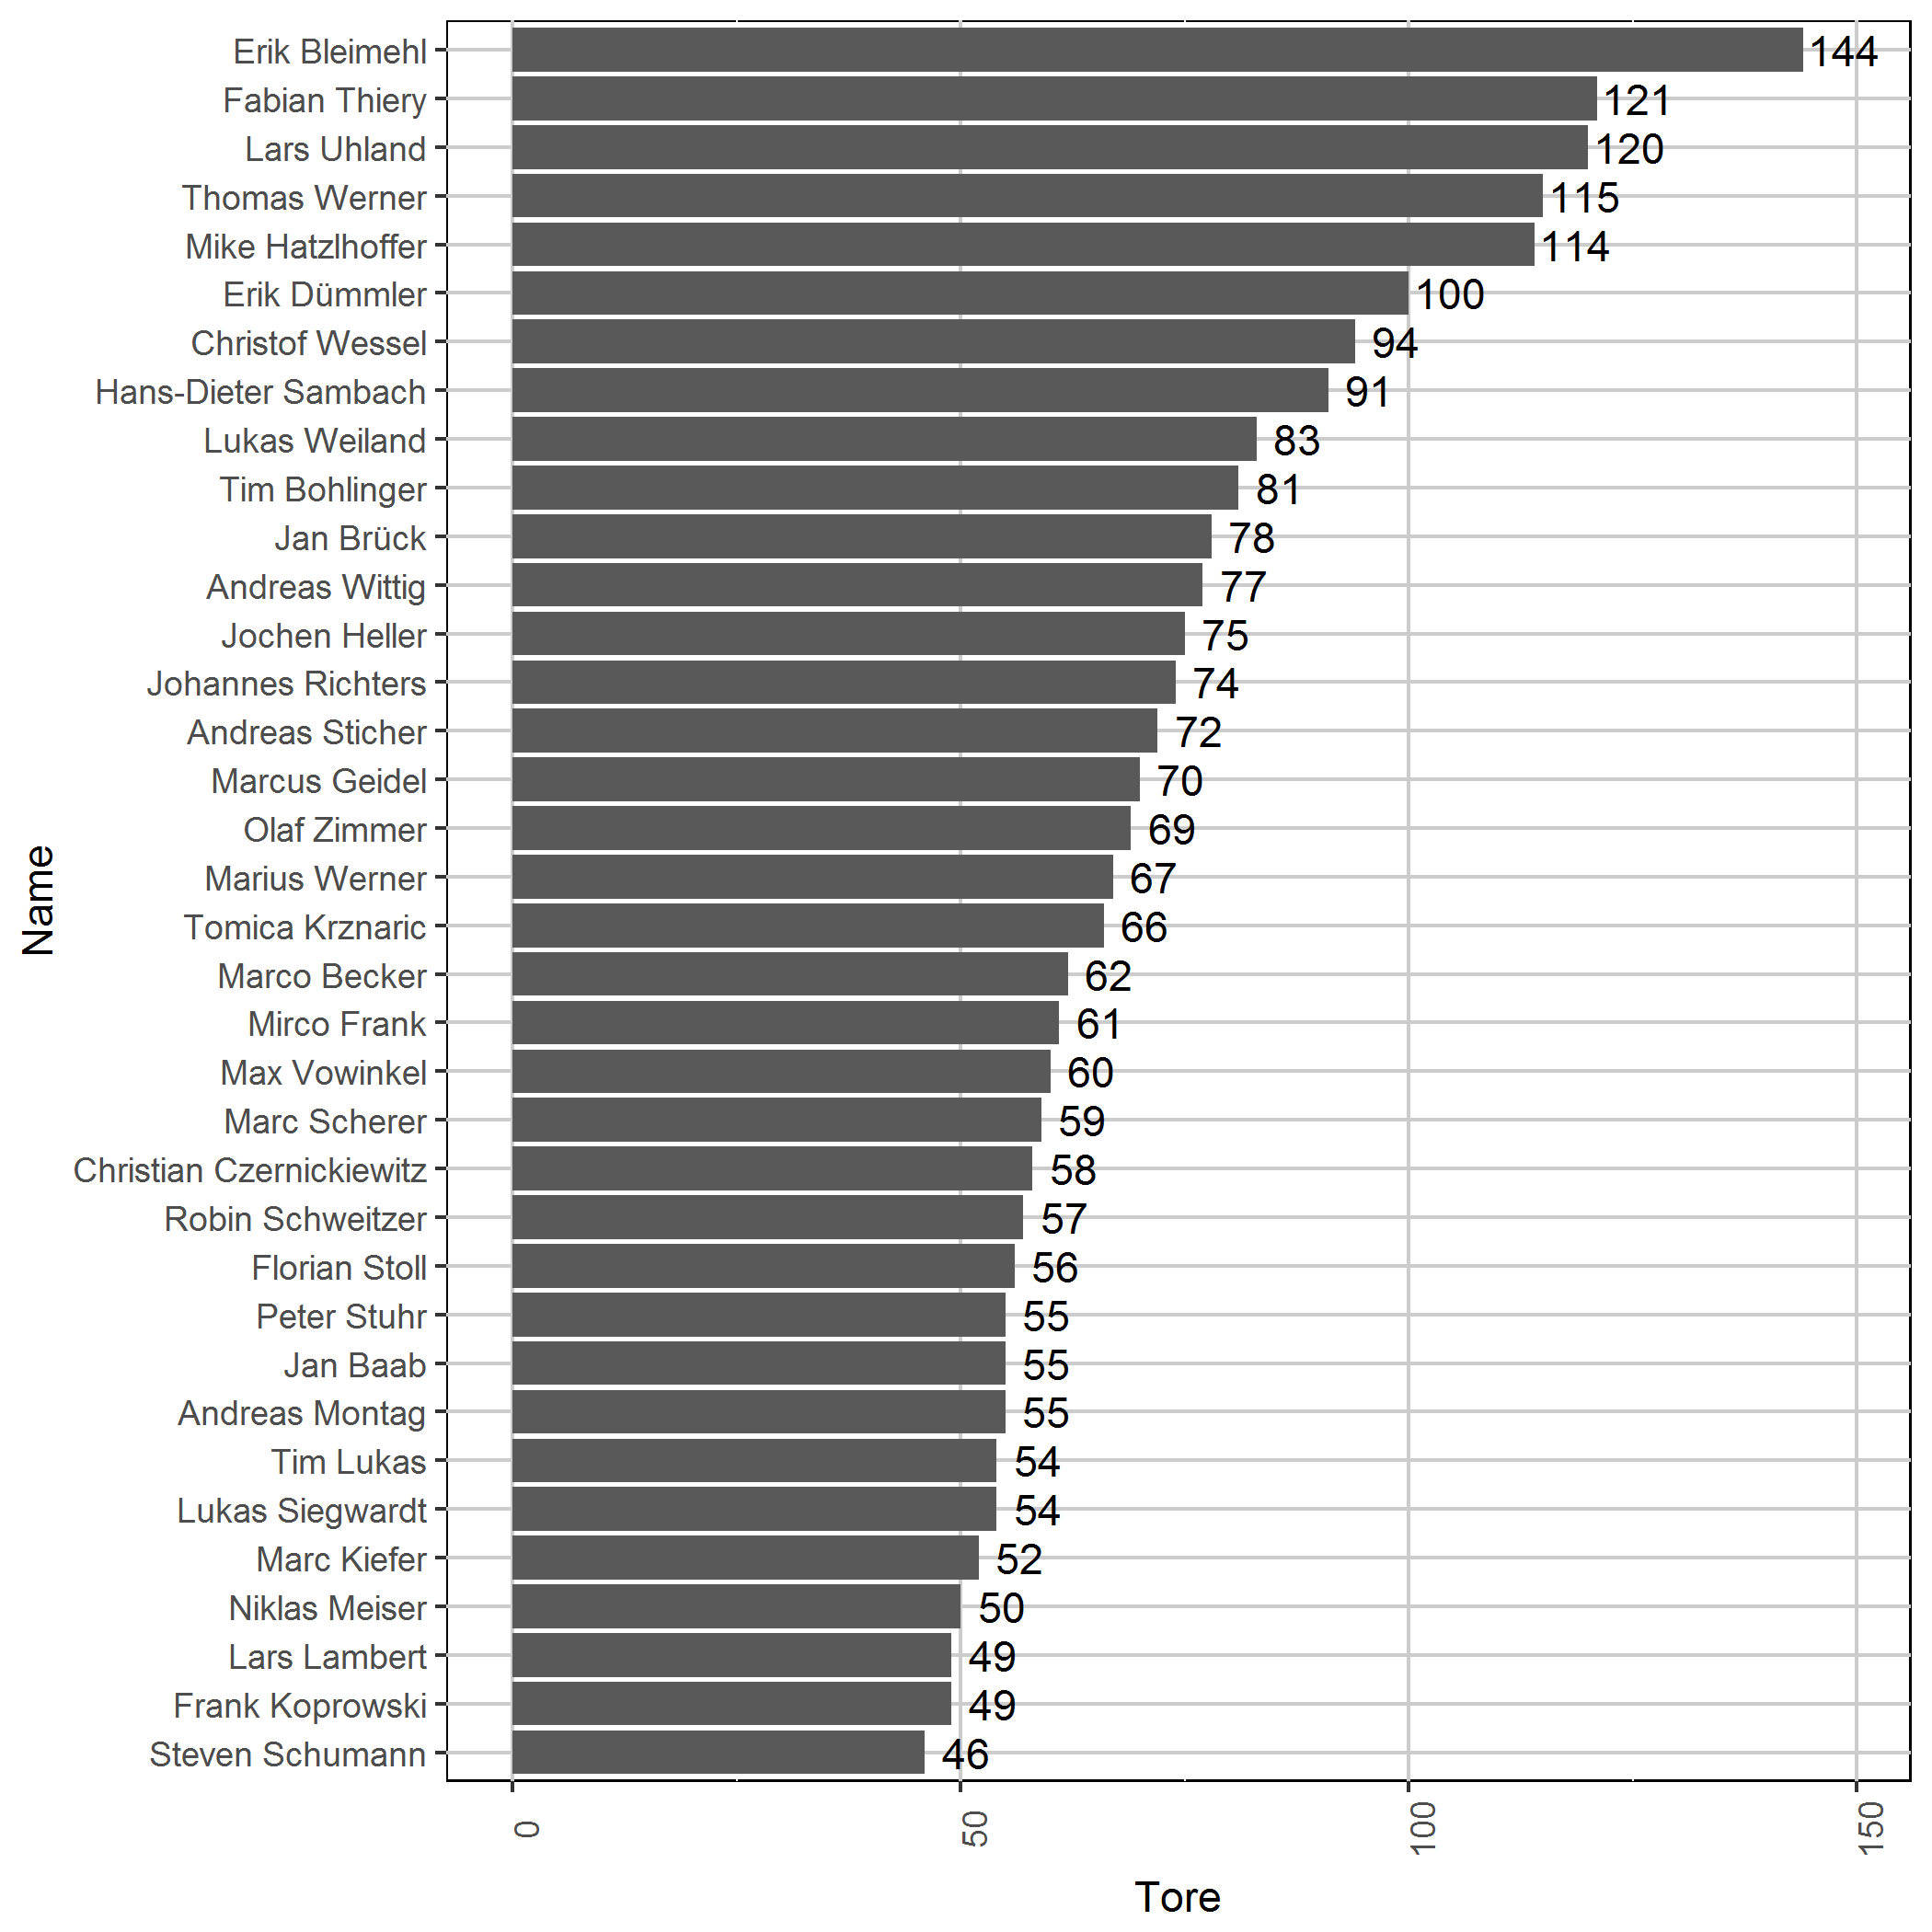 Erik Bleimehl 144
Fabian Thiery 121
Lars Uhland 120
Thomas Werner 115
Mike Hatzlhoffer 114
Erik Dümmler 100
Christof Wessel 94
Hans-Dieter Sambach 91
Lukas Weiland 83
Tim Bohlinger 81
Jan Brück 78
Andreas Wittig 77
Jochen Heller 75
Johannes Richters 74
Andreas Sticher 72
Marcus Geidel 70
Olaf Zimmer 69
Marius Werner 67
Tomica Krznaric 66
Marco Becker 62
Mirco Frank 61
Max Vowinkel 60
Marc Scherer 59
Christian Czernickiewitz 58
Robin Schweitzer 57
Florian Stoll 56
Peter Stuhr 55
Jan Baab 55
Andreas Montag 55
Tim Lukas 54
Lukas Siegwardt 54
Marc Kiefer 52
Niklas Meiser 50
Lars Lambert 49
Frank Koprowski 49
Steven Schumann 46
Name
0 50 100 150
Tore